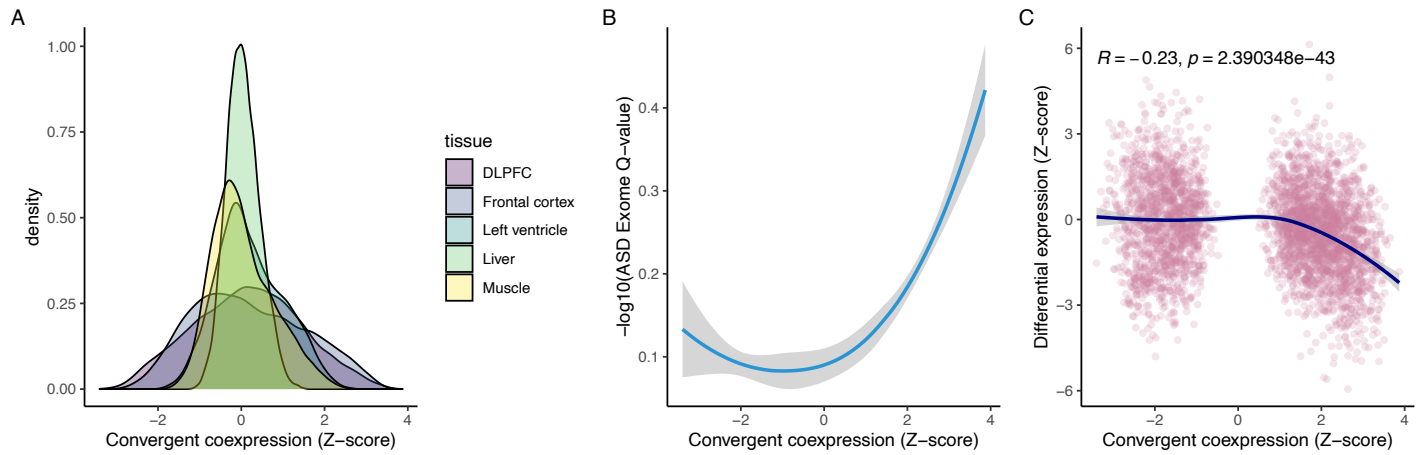 A
1.00
0.75
0.50
0.25
0.00
density
−2
0
2
4
Convergent coexpression (Z−score)
tissue
DLPFC
Frontal cortex
Left ventricle
Liver
Muscle
B
0.4
0.3
0.2
0.1
−log10(ASD Exome Q−value)
−2
0
2
4
Convergent coexpression (Z−score)
C
R = −0.23, p = 2.390348e−43
6
3
0
−3
−6
Differential expression (Z−score)
−2
0
2
4
Convergent coexpression (Z−score)